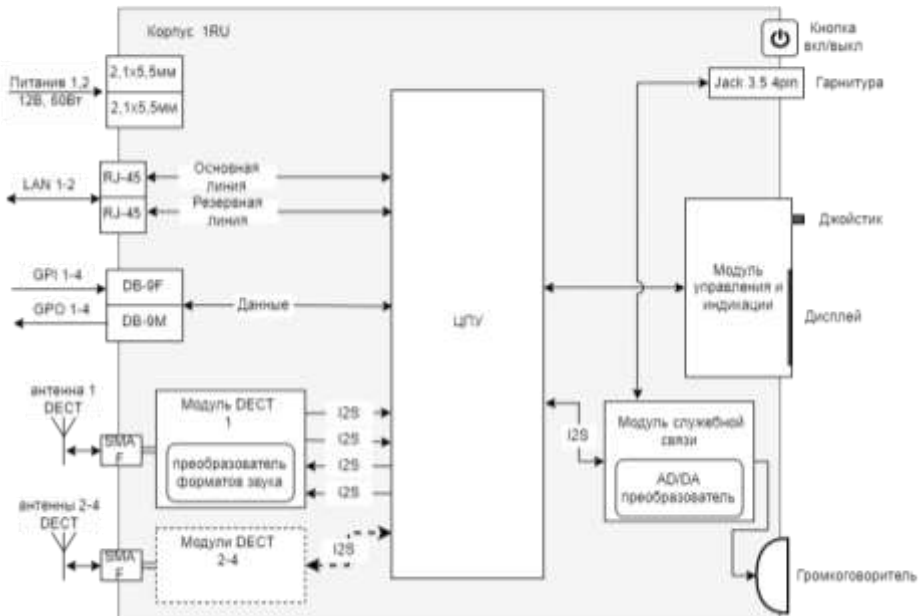 Корпус 1RU
Кнопка
вкл/выкл
Питание 1,2
12В, 60Вт
2,1x5,5мм
2,1x5,5мм
Jack 3.5 4pin
Гарнитура
LAN 1-2
RJ-45
RJ-45
Основная
линия
Резервная
линия
GPI 1-4
GPO 1-4
DB-9F
DB-9M
Данные
ЦПУ
Модуль
управления и
индикации
Джойстик
Дисплей
антенна 1
DECT
SMA
F
Модуль DECT
1
преобразователь
форматов звука
I2S
I2S
I2S
I2S
I2S
Модуль служебной
связи
AD/DA
преобразователь
антенны 2-4
DECT
SMA
F
Модули DECT
2-4
I2S
Громкоговоритель